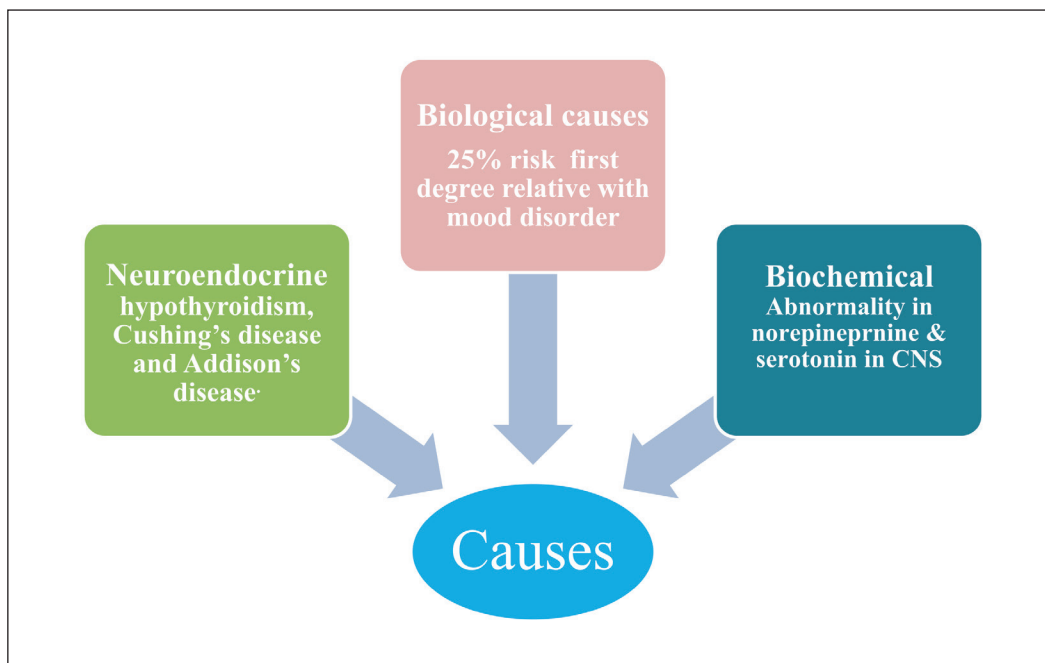 Biological causes
25% risk first
degree relative with
mood disorder
Neuroendocrine
hypothyroidism,
Cushing’s disease
and Addison’s
disease.
Biochemical
Abnormality in
norepineprnine &
serotonin in CNS
Causes